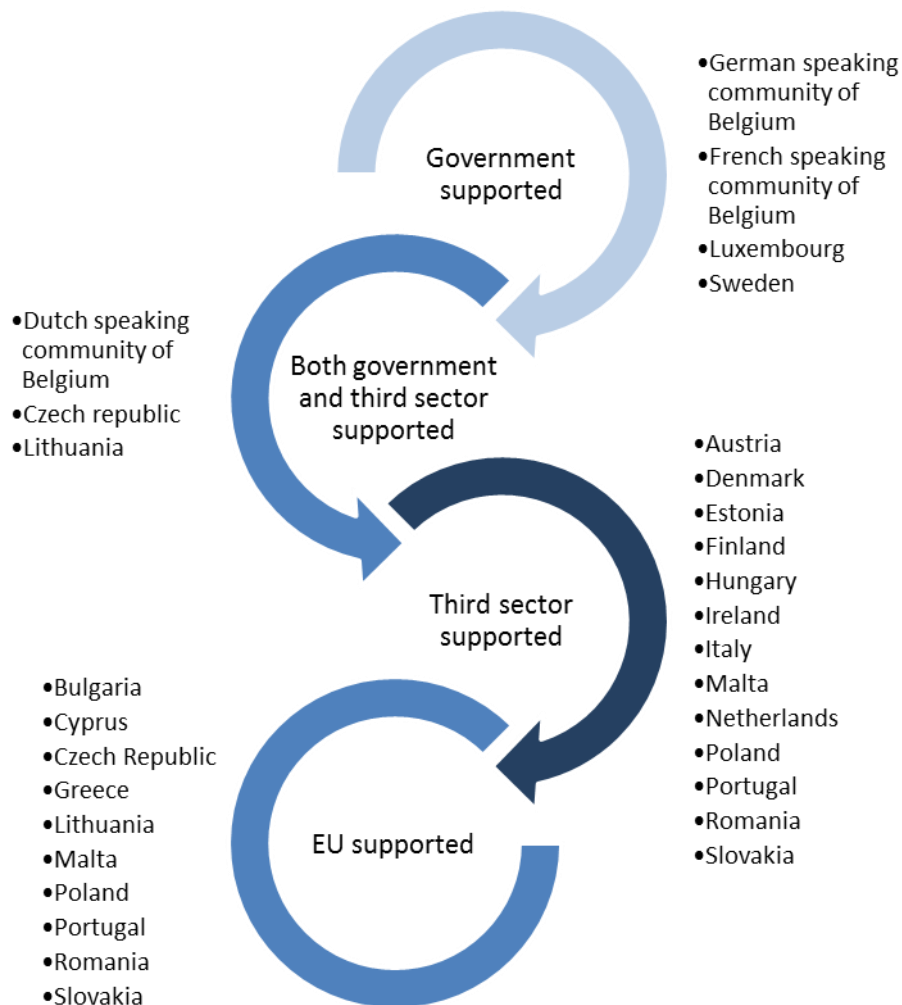 Government
supported
•German speaking
community of
Belgium
•French speaking
community of
Belgium
•Luxembourg
•Sweden
•Dutch speaking
community of
Belgium
•Czech republic
•Lithuania
Both government
and third sector
supported
Third sector
supported
•Austria
•Denmark
•Estonia
•Finland
•Hungary
•Ireland
•Italy
•Malta
•Netherlands
•Poland
•Portugal
•Romania
•Slovakia
•Bulgaria
•Cyprus
•Czech Republic
•Greece
•Lithuania
•Malta
•Poland
•Portugal
•Romania
•Slovakia
EU supported